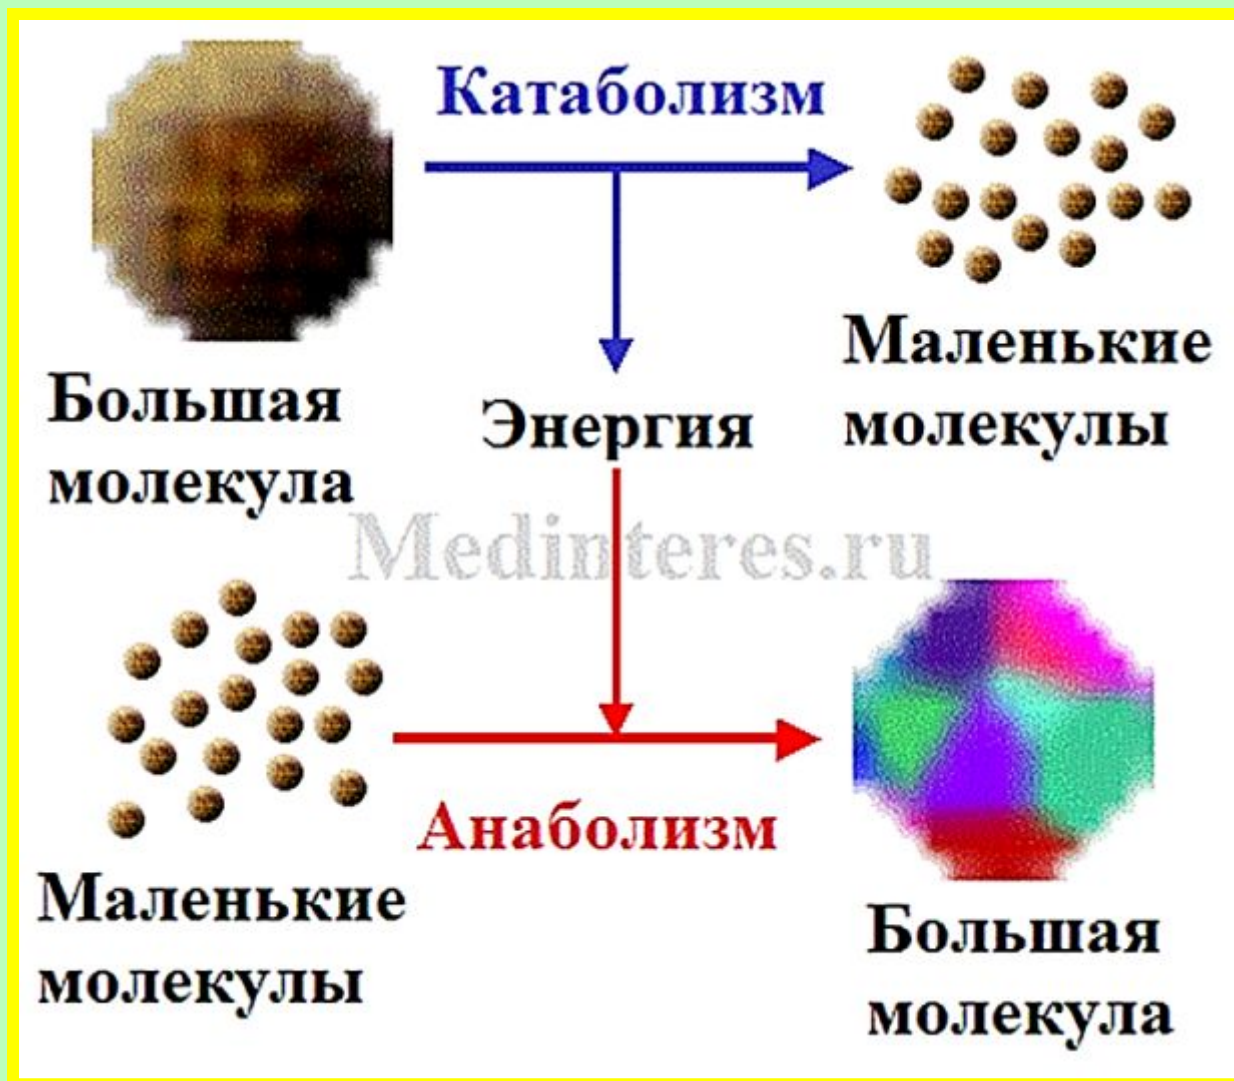 Катаболизм
Большая
молекула
Энергия
Маленькие
молекулы
Medinteres.ru
Маленькие
молекулы
Анаболизм
Большая
молекула